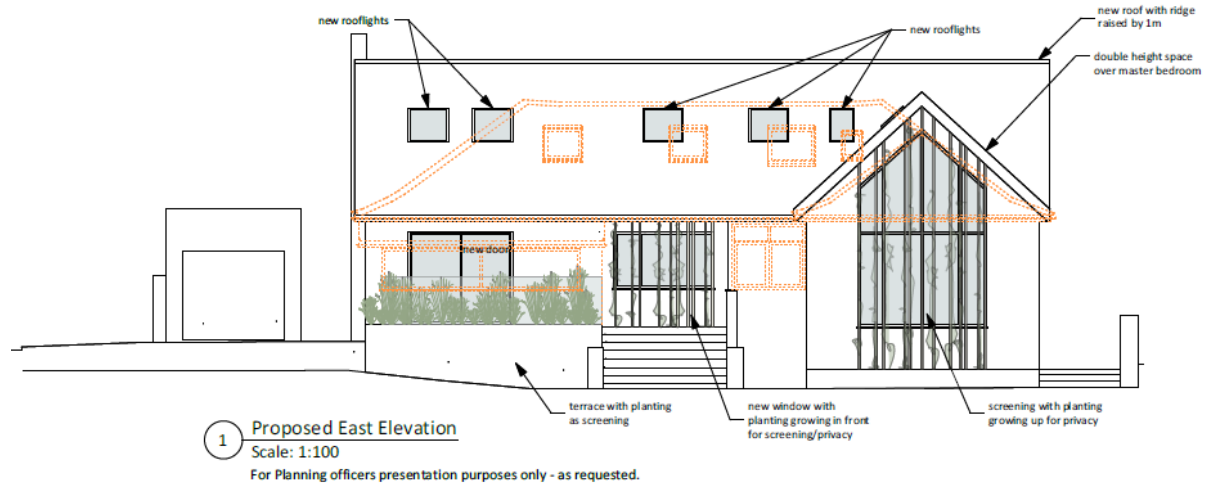 new rooflights
new rooflights
new roof with ridge
raised by 1m
double height space
over master bedroom
new door
terrace with planting
as screening
new window with
planting growing in front
for screening/privacy
screening with planting
growing up for privacy
1
Proposed East Elevation
Scale: 1:100
For Planning officers presentation purposes only - as requested.